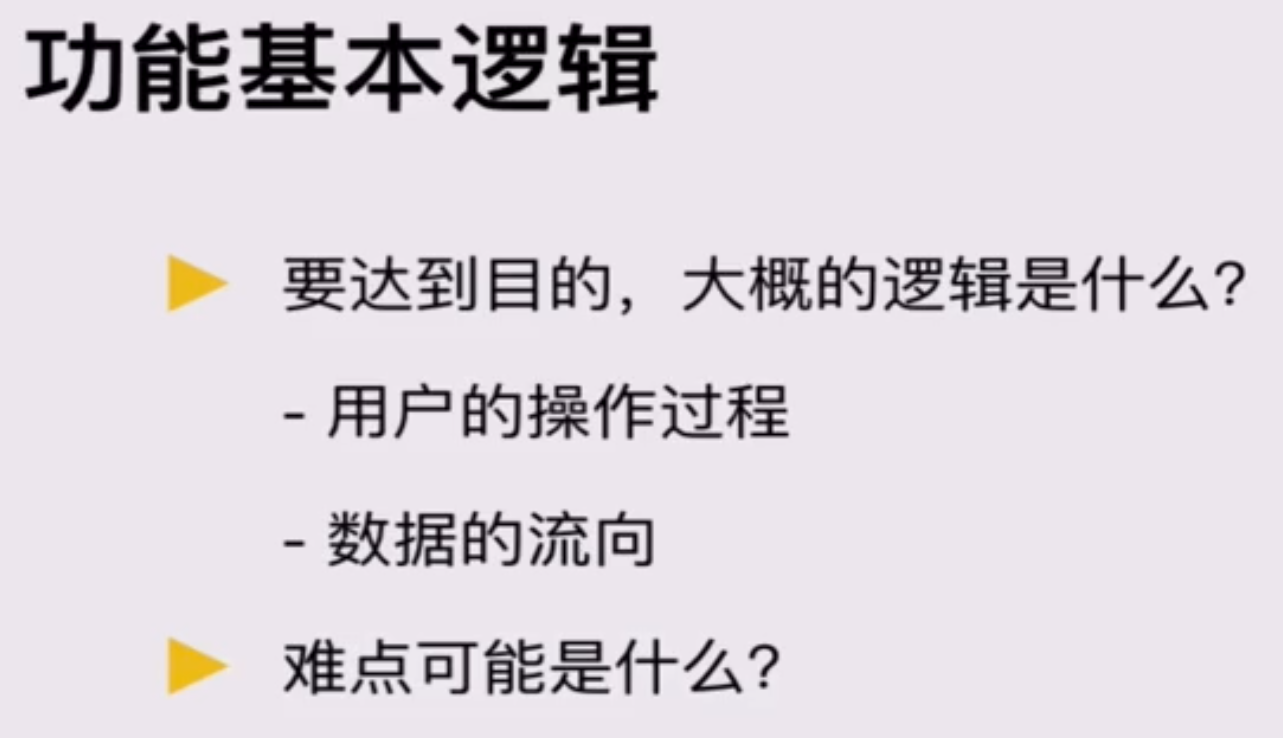 功能基本逻辑
要达到目的，大概的逻辑是什么？
- 用户的操作过程
- 数据的流向
难点可能是什么？